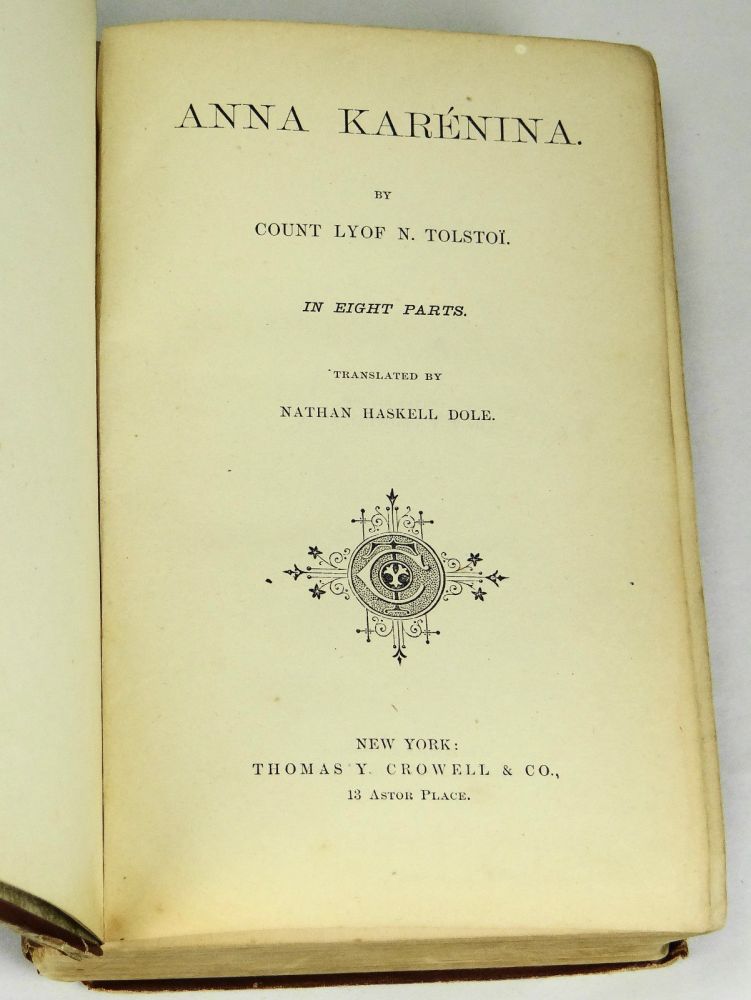 ANNA KARÉNINA.
BY
COUNT LYOF N. TOLSTOÏ.
IN EIGHT PARTS.
TRANSLATED BY
NATHAN HASKELL DOLE.
NEW YORK:
THOMAS Y. CROWELL & CO.,
13 ASTOR PLACE.